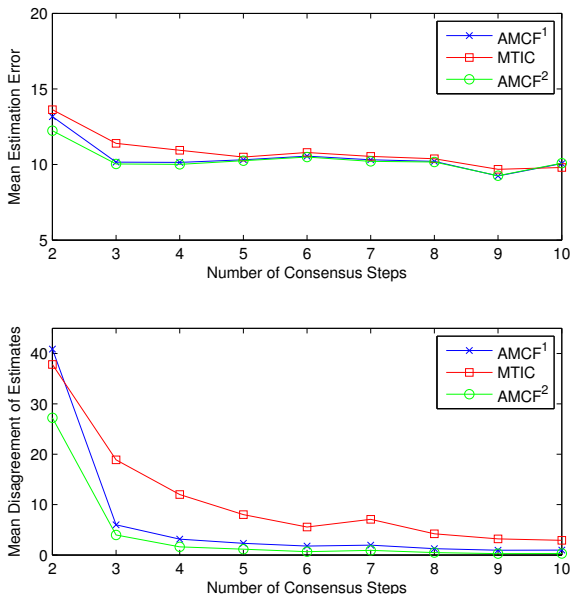 20
15
10
5
Mean Estimation Error
AMCF¹
MTIC
AMCF²
2 3 4 5 6 7 8 9 10
Number of Consensus Steps
40
30
20
10
0
Mean Disagreement of Estimates
AMCF¹
MTIC
AMCF²
2 3 4 5 6 7 8 9 10
Number of Consensus Steps